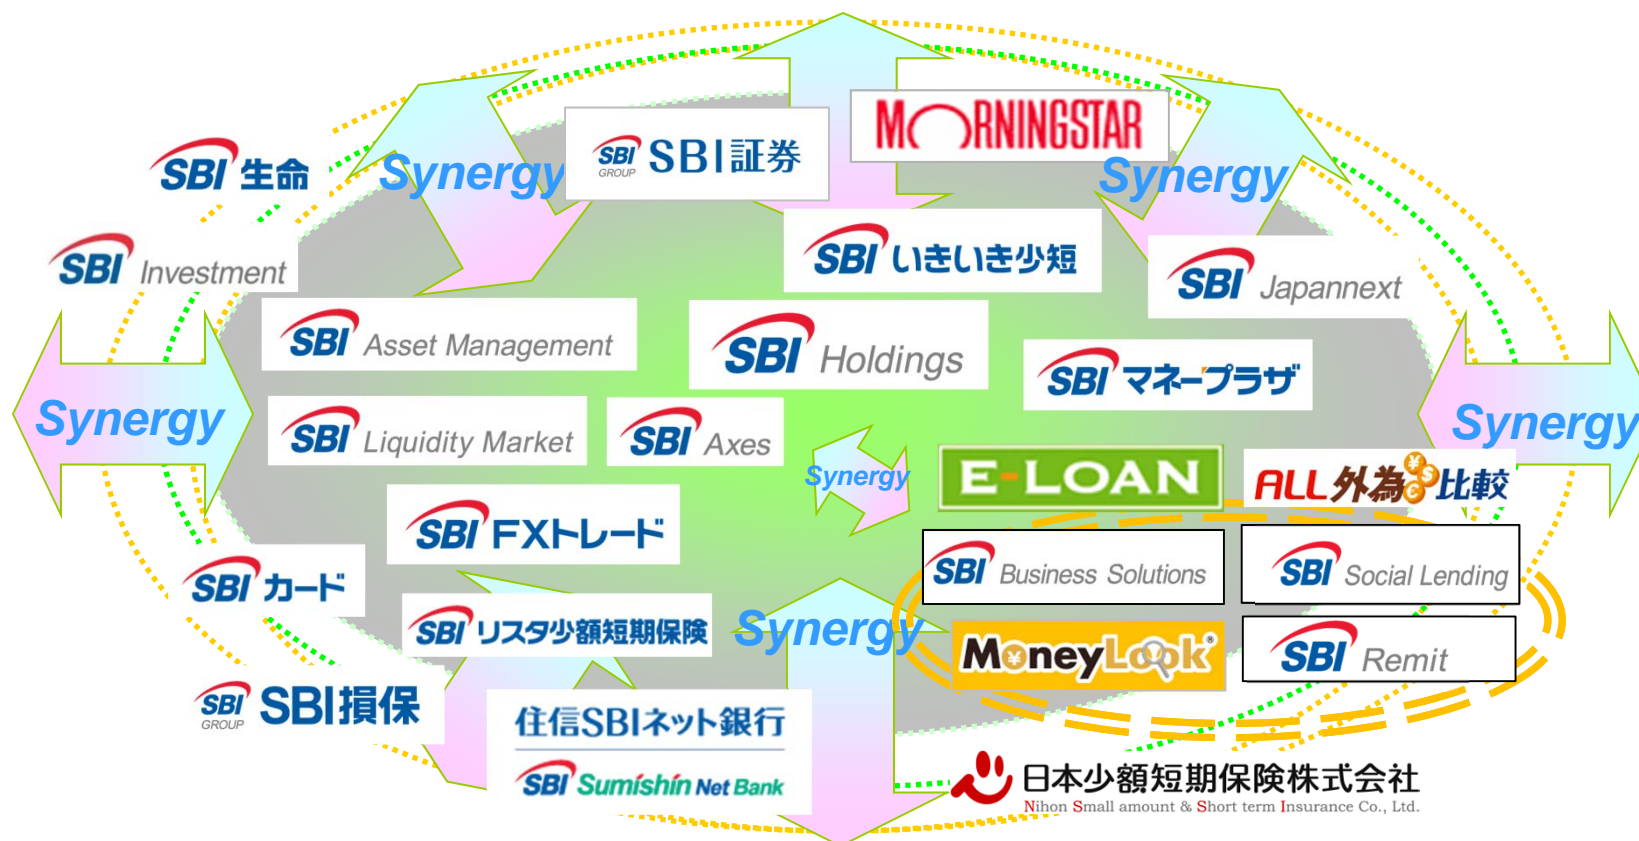 MORNINGSTAR
SBI GROUP SBI証券
Synergy
Synergy
SBI 生命
SBI いきいき少短
SBI Investment
SBI Japannext
SBI Asset Management
SBI Holdings
SBI マネープラザ
Synergy
Synergy
SBI Liquidity Market
SBI Axes
Synergy
E-LOAN
ALL外為¥$€比較
SBI FXトレード
SBI Business Solutions
SBI Social Lending
SBI カード
SBI リスタ少額短期保険
Synergy
MoneyLook®
SBI Remit
SBI GROUP SBI損保
住信SBIネット銀行
SBI Sumishin Net Bank
日本少額短期保険株式会社
Nihon Small amount & Short term Insurance Co., Ltd.